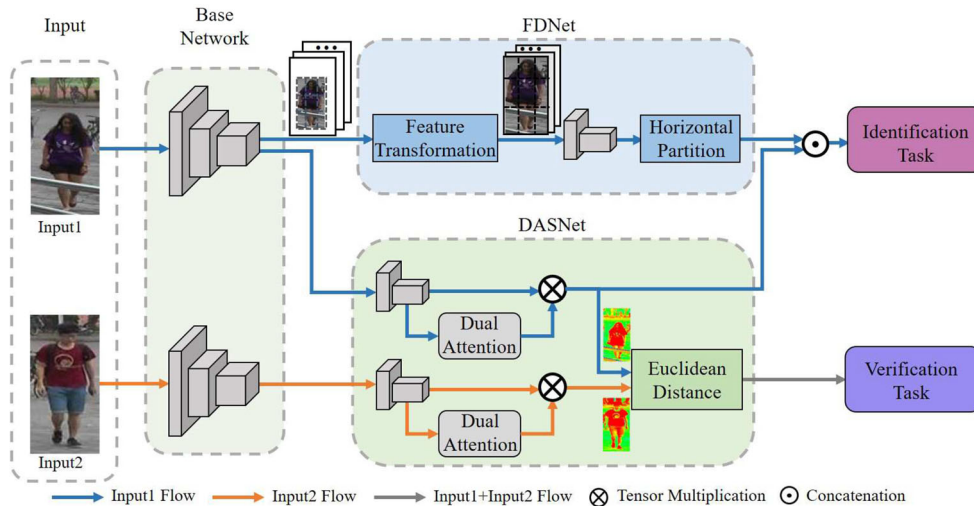 Input
Base
Network
FDNet
Feature
Transformation
Horizontal
Partition
Identification
Task
Input1
DASNet
Dual
Attention
Euclidean
Distance
Verification
Task
Dual
Attention
Input2
Input1 Flow
Input2 Flow
Input1+Input2 Flow
Tensor Multiplication
Concatenation